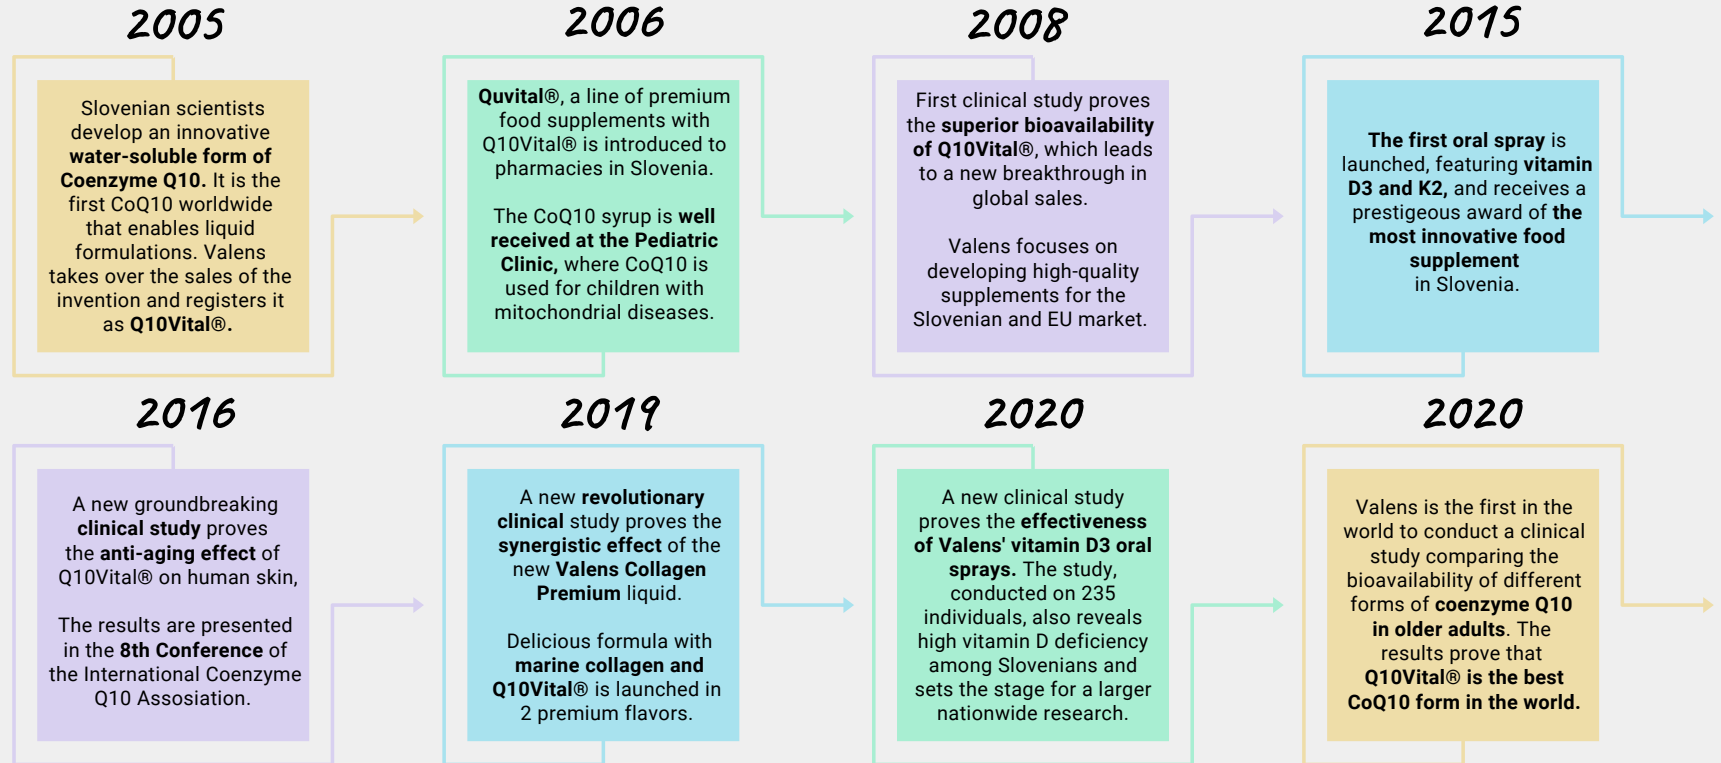 2005
Slovenian scientists
develop an innovative
water-soluble form of
Coenzyme Q10. It is the
first CoQ10 worldwide
that enables liquid
formulations. Valens
takes over the sales of the
invention and registers it
as Q10Vital®.
2006
Quvital®, a line of premium
food supplements with
Q10Vital® is introduced to
pharmacies in Slovenia.
The CoQ10 syrup is well
received at the Pediatric
Clinic, where CoQ10 is
used for children with
mitochondrial diseases.
2008
First clinical study proves
the superior bioavailability
of Q10Vital®, which leads
to a new breakthrough in
global sales.
Valens focuses on
developing high-quality
supplements for the
Slovenian and EU market.
2015
The first oral spray is
launched, featuring vitamin
D3 and K2, and receives a
prestigeous award of the
most innovative food
supplement
in Slovenia.
2016
A new groundbreaking
clinical study proves
the anti-aging effect of
Q10Vital® on human skin,
The results are presented
in the 8th Conference of
the International Coenzyme
Q10 Assosiation.
2019
A new revolutionary
clinical study proves the
synergistic effect of the
new Valens Collagen
Premium liquid.
Delicious formula with
marine collagen and
Q10Vital® is launched in
2 premium flavors.
2020
A new clinical study
proves the effectiveness
of Valens' vitamin D3 oral
sprays. The study,
conducted on 235
individuals, also reveals
high vitamin D deficiency
among Slovenians and
sets the stage for a larger
nationwide research.
2020
Valens is the first in the
world to conduct a clinical
study comparing the
bioavailability of different
forms of coenzyme Q10
in older adults. The
results prove that
Q10Vital® is the best
CoQ10 form in the world.